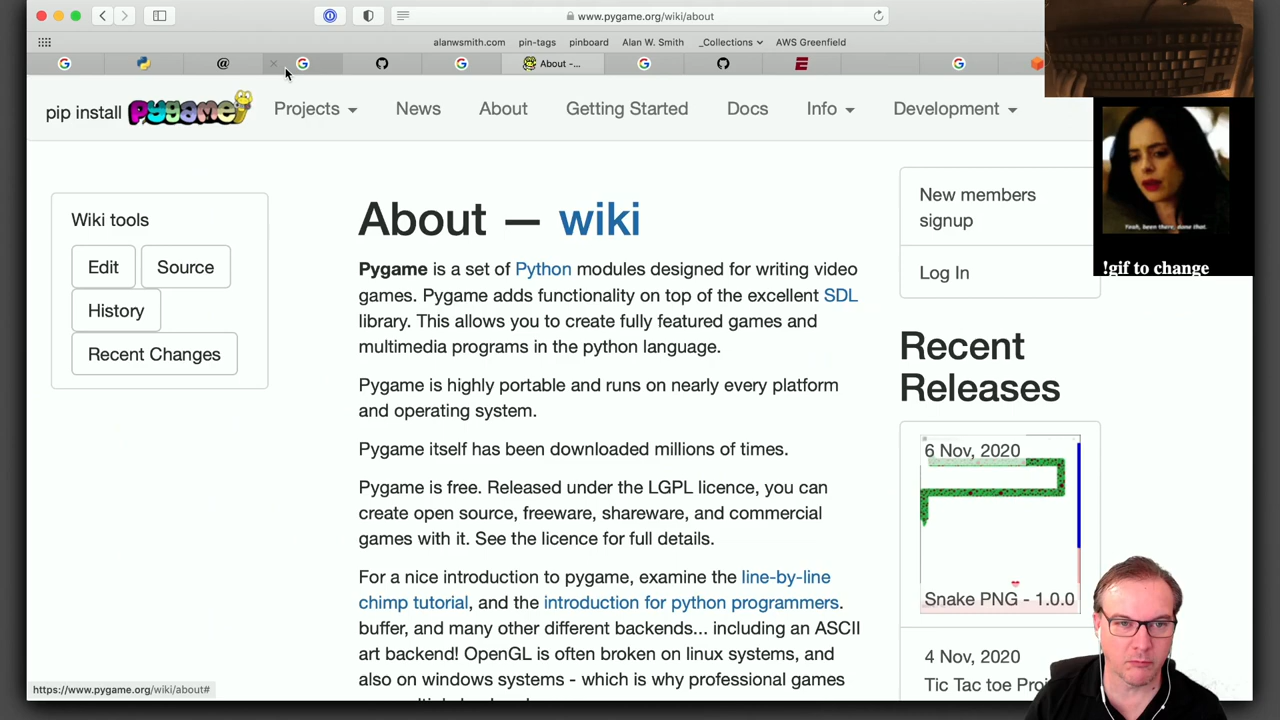 www.pygame.org/wiki/about
alanwsmith.com pin-tags pinboard Alan W. Smith _Collections AWS Greenfield
About -...
pip install pygame Projects News About Getting Started Docs Info Development
Wiki tools
Edit Source
History
Recent Changes
About — wiki
Pygame is a set of Python modules designed for writing video
games. Pygame adds functionality on top of the excellent SDL
library. This allows you to create fully featured games and
multimedia programs in the python language.
Pygame is highly portable and runs on nearly every platform
and operating system.
Pygame itself has been downloaded millions of times.
Pygame is free. Released under the LGPL licence, you can
create open source, freeware, shareware, and commercial
games with it. See the licence for full details.
For a nice introduction to pygame, examine the line-by-line
chimp tutorial, and the introduction for python programmers.
buffer, and many other different backends... including an ASCII
art backend! OpenGL is often broken on linux systems, and
also on windows systems - which is why professional games
New members
signup
Log In
Recent
Releases
6 Nov, 2020
Snake PNG - 1.0.0
4 Nov, 2020
Tic Tac toe Proj
Yeah, been there, done that.
!gif to change
https://www.pygame.org/wiki/about#